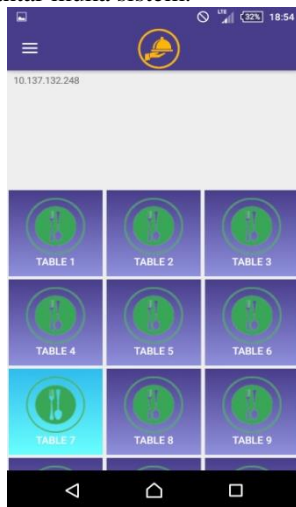 LTE 32% 18:54
10.137.132.248
TABLE 1 TABLE 2 TABLE 3
TABLE 4 TABLE 5 TABLE 6
TABLE 7 TABLE 8 TABLE 9